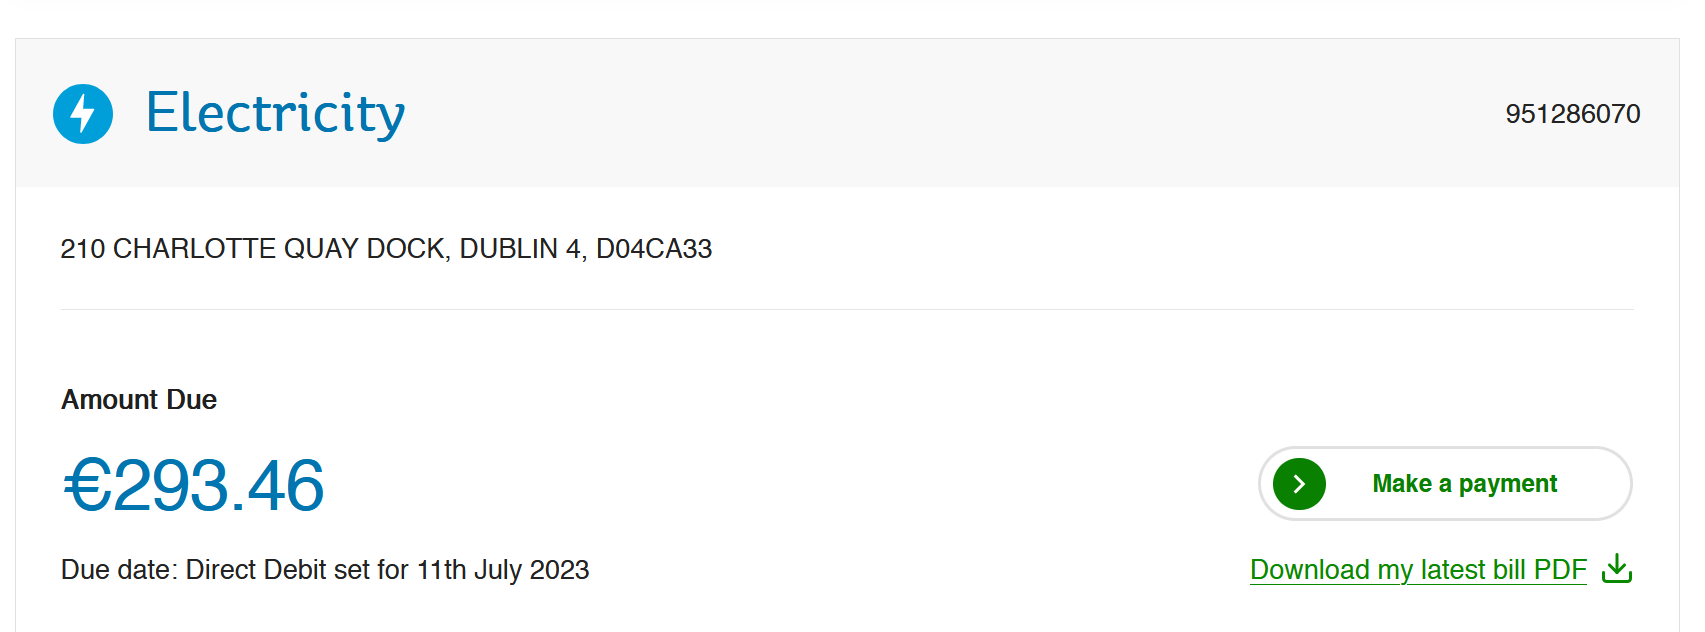 Electricity
951286070
210 CHARLOTTE QUAY DOCK, DUBLIN 4, D04CA33
Amount Due
€293.46
Make a payment
Due date: Direct Debit set for 11th July 2023
Download my latest bill PDF